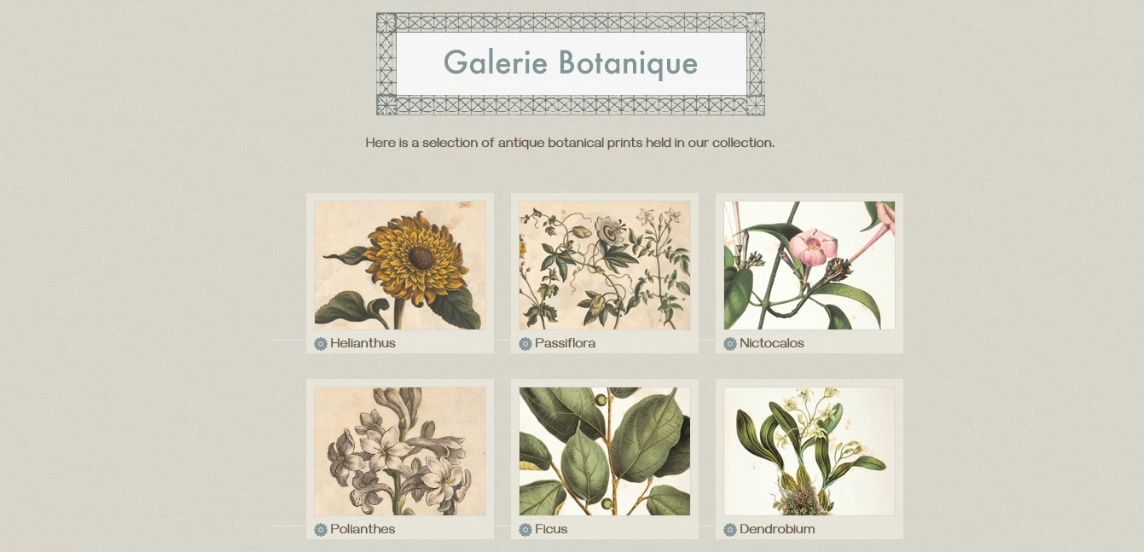 Galerie Botanique
Here is a selection of antique botanical prints held in our collection.
Helianthus
Passiflora
Nictocalos
Polianthes
Ficus
Dendrobium